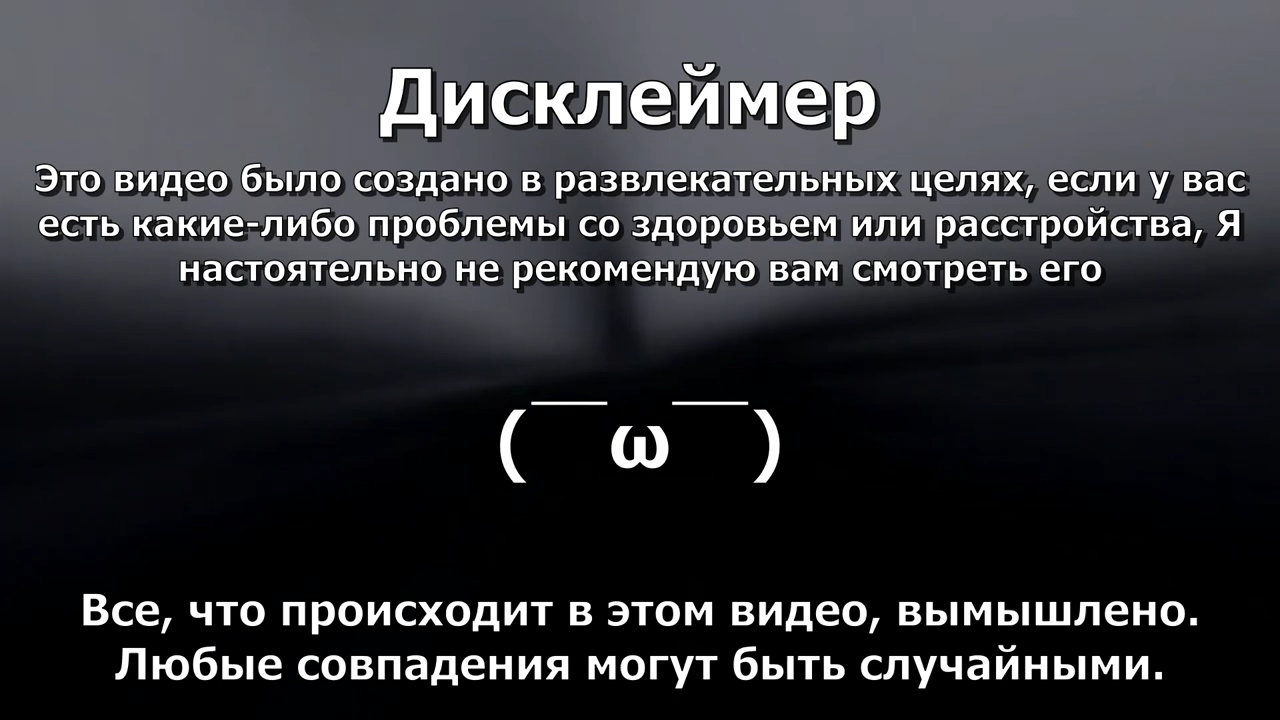 Дисклеймер
Это видео было создано в развлекательных целях, если у вас
есть какие-либо проблемы со здоровьем или расстройства, Я
настоятельно не рекомендую вам смотреть его
(¯ω¯)
Все, что происходит в этом видео, вымышлено.
Любые совпадения могут быть случайными.